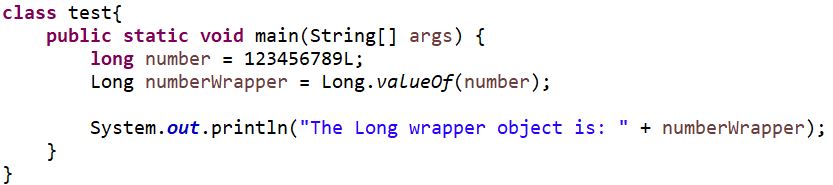 class test{
    public static void main(String[] args) {
        long number = 123456789L;
        Long numberWrapper = Long.valueOf(number);

        System.out.println("The Long wrapper object is: " + numberWrapper);
    }
}